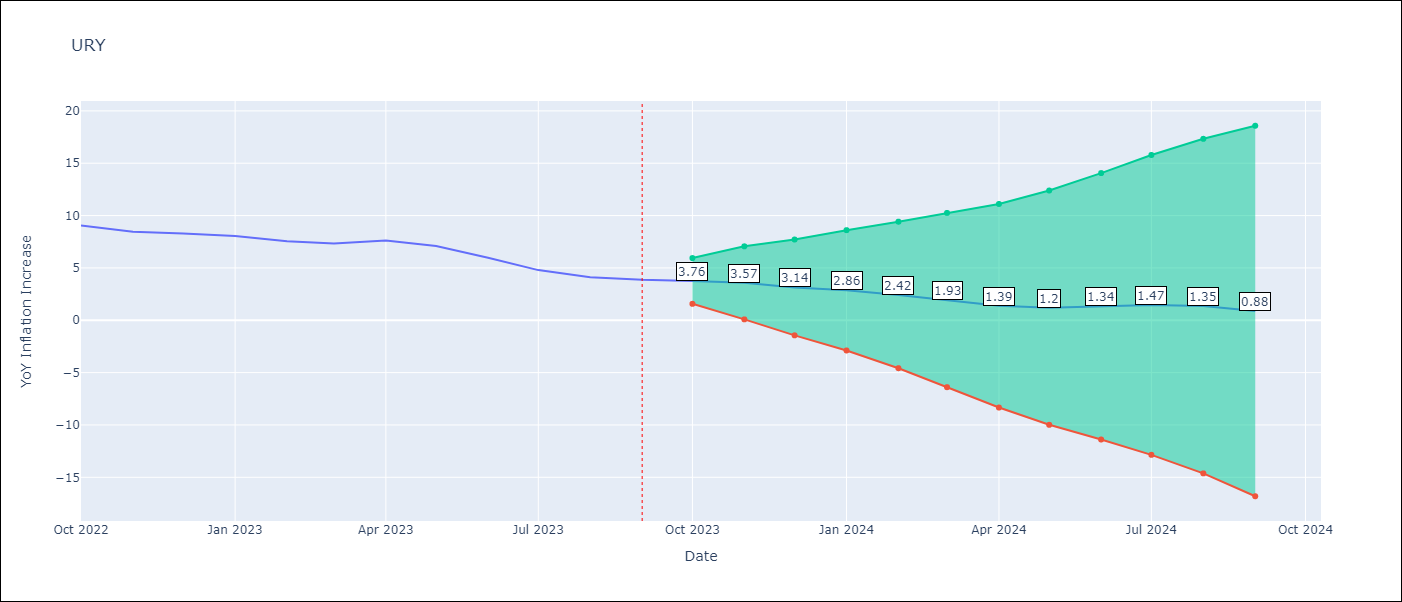 URY
YoY Inflation Increase
20
15
10
5
0
−5
−10
−15
3.76
3.57
3.14
2.86
2.42
1.93
1.39
1.2
1.34
1.47
1.35
0.88
Oct 2022
Jan 2023
Apr 2023
Jul 2023
Oct 2023
Jan 2024
Apr 2024
Jul 2024
Oct 2024
Date